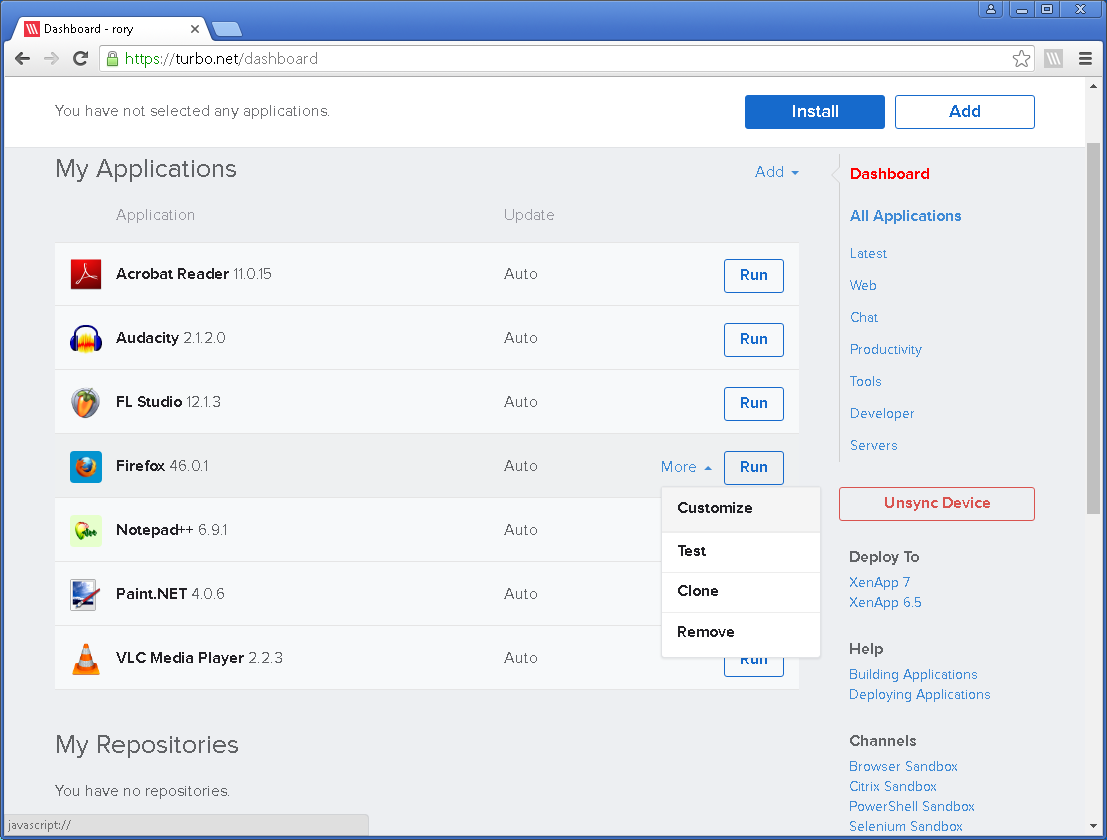 Dashboard - rory
https://turbo.net/dashboard
You have not selected any applications.
Install
Add
My Applications
Add
Application Update
Acrobat Reader 11.0.15 Auto Run
Audacity 2.1.2.0 Auto Run
FL Studio 12.1.3 Auto Run
Firefox 46.0.1 Auto More Run
Customize
Test
Clone
Remove
Notepad++ 6.9.1 Auto
Paint.NET 4.0.6 Auto
VLC Media Player 2.2.3 Auto Run
My Repositories
You have no repositories.
Dashboard
All Applications
Latest
Web
Chat
Productivity
Tools
Developer
Servers
Unsync Device
Deploy To
XenApp 7
XenApp 6.5
Help
Building Applications
Deploying Applications
Channels
Browser Sandbox
Citrix Sandbox
PowerShell Sandbox
Selenium Sandbox
javascript://